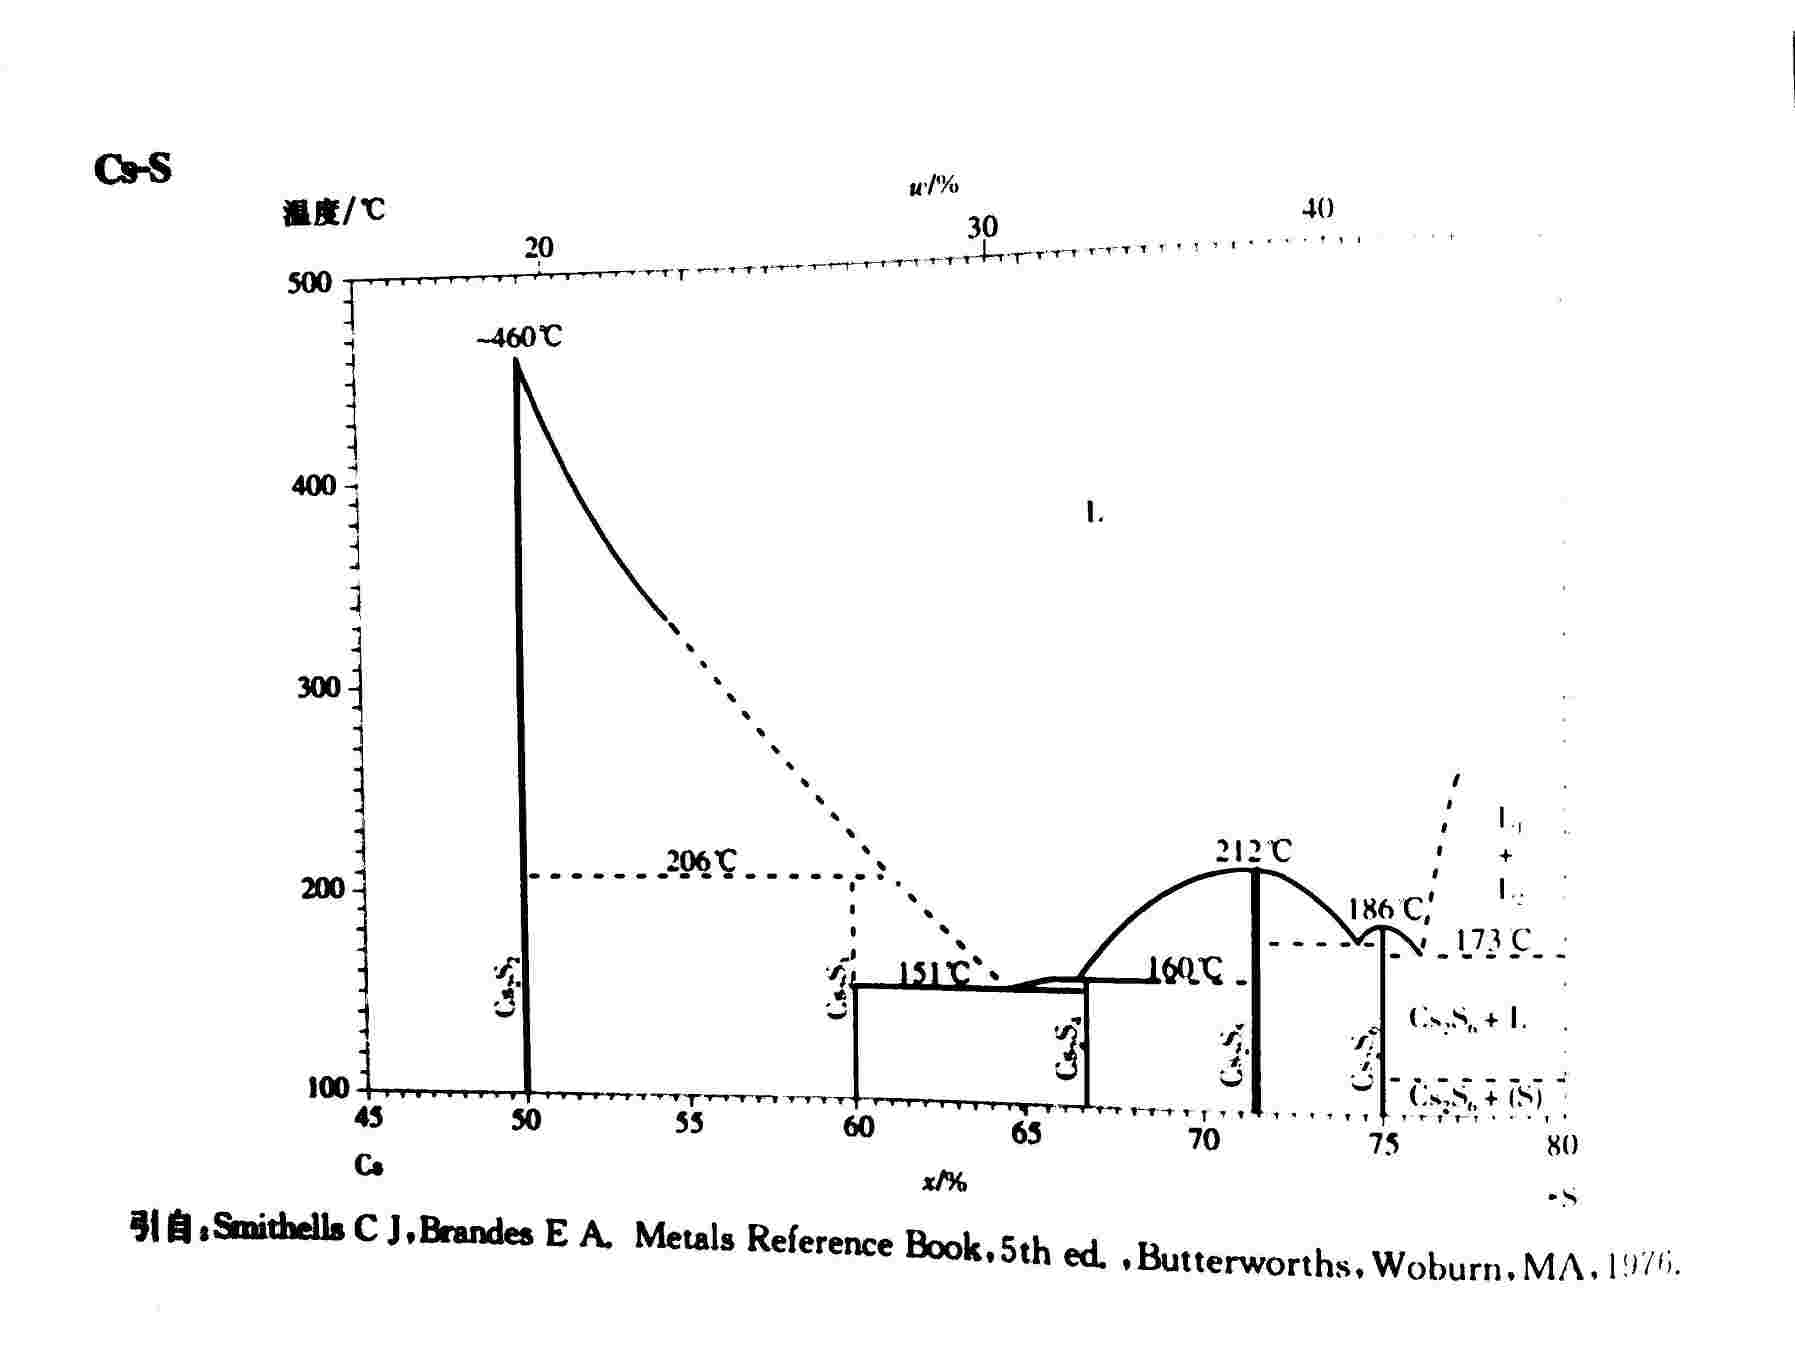 Cs-S
w/%
温度/℃
20 30 40
500
~460℃
400
L
300
L₁
+
L₂
206℃
212℃
200
186℃
173℃
151℃
160℃
Cs₂S₂
Cs₂S₃
Cs₂S₄
Cs₂S₅
Cs₂S₆
Cs₂S₆ + L
Cs₂S₆ + (S)
100
45 50 55 60 65 70 75 80
Cs
x/%
S
引自:Smithells C J,Brandes E A. Metals Reference Book,5th ed. ,Butterworths, Woburn, MA, 1976.